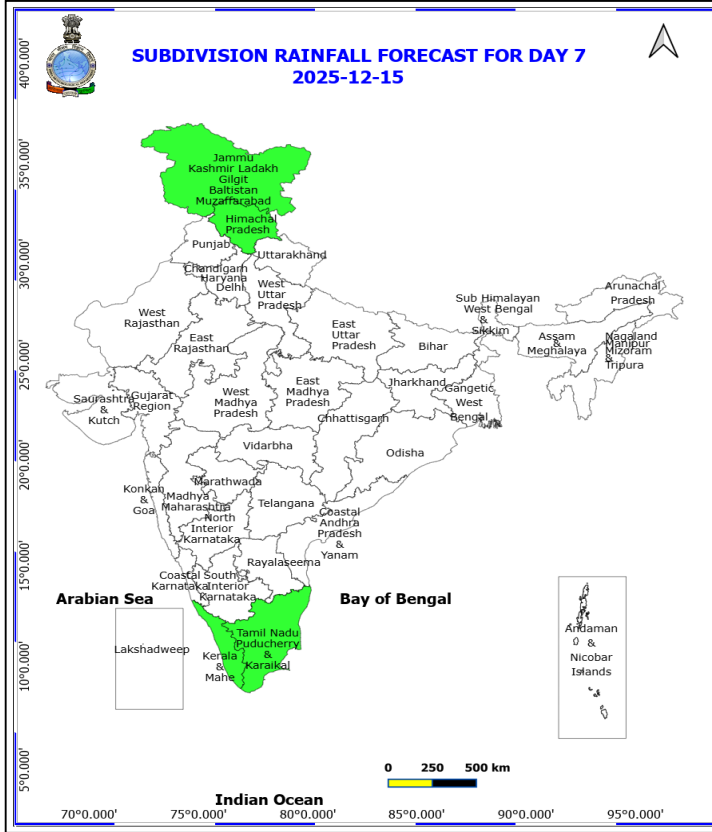 SUBDIVISION RAINFALL FORECAST FOR DAY 7
2025-12-15
40°0.000'
35°0.000'
30°0.000'
25°0.000'
20°0.000'
15°0.000'
10°0.000'
5°0.000'
Jammu
Kashmir Ladakh
Gilgit
Baltistan
Muzaffarabad
Himachal
Pradesh
Punjab
Uttarakhand
Chandigarh
Haryana
Delhi
West
Uttar
Pradesh
West
Rajasthan
East
Rajasthan
East
Uttar
Pradesh
Bihar
Sub Himalayan
West Bengal
&
Sikkim
Arunachal
Pradesh
Assam
&
Meghalaya
Nagaland
Manipur
Mizoram
&
Tripura
Saurashtra
&
Kutch
Gujarat
Region
West
Madhya
Pradesh
East
Madhya
Pradesh
Jharkhand
Gangetic
West
Bengal
Chhattisgarh
Odisha
Vidarbha
Konkan
&
Goa
Madhya
Maharashtra
Marathwada
Telangana
North
Interior
Karnataka
Coastal
Andhra
Pradesh
&
Yanam
Rayalaseema
Coastal
Karnataka
South
Interior
Karnataka
Arabian Sea
Bay of Bengal
Lakshadweep
Kerala
&
Mahe
Tamil Nadu
Puducherry
&
Karaikal
Andaman
&
Nicobar
Islands
0 250 500 km
Indian Ocean
70°0.000' 75°0.000' 80°0.000' 85°0.000' 90°0.000' 95°0.000'